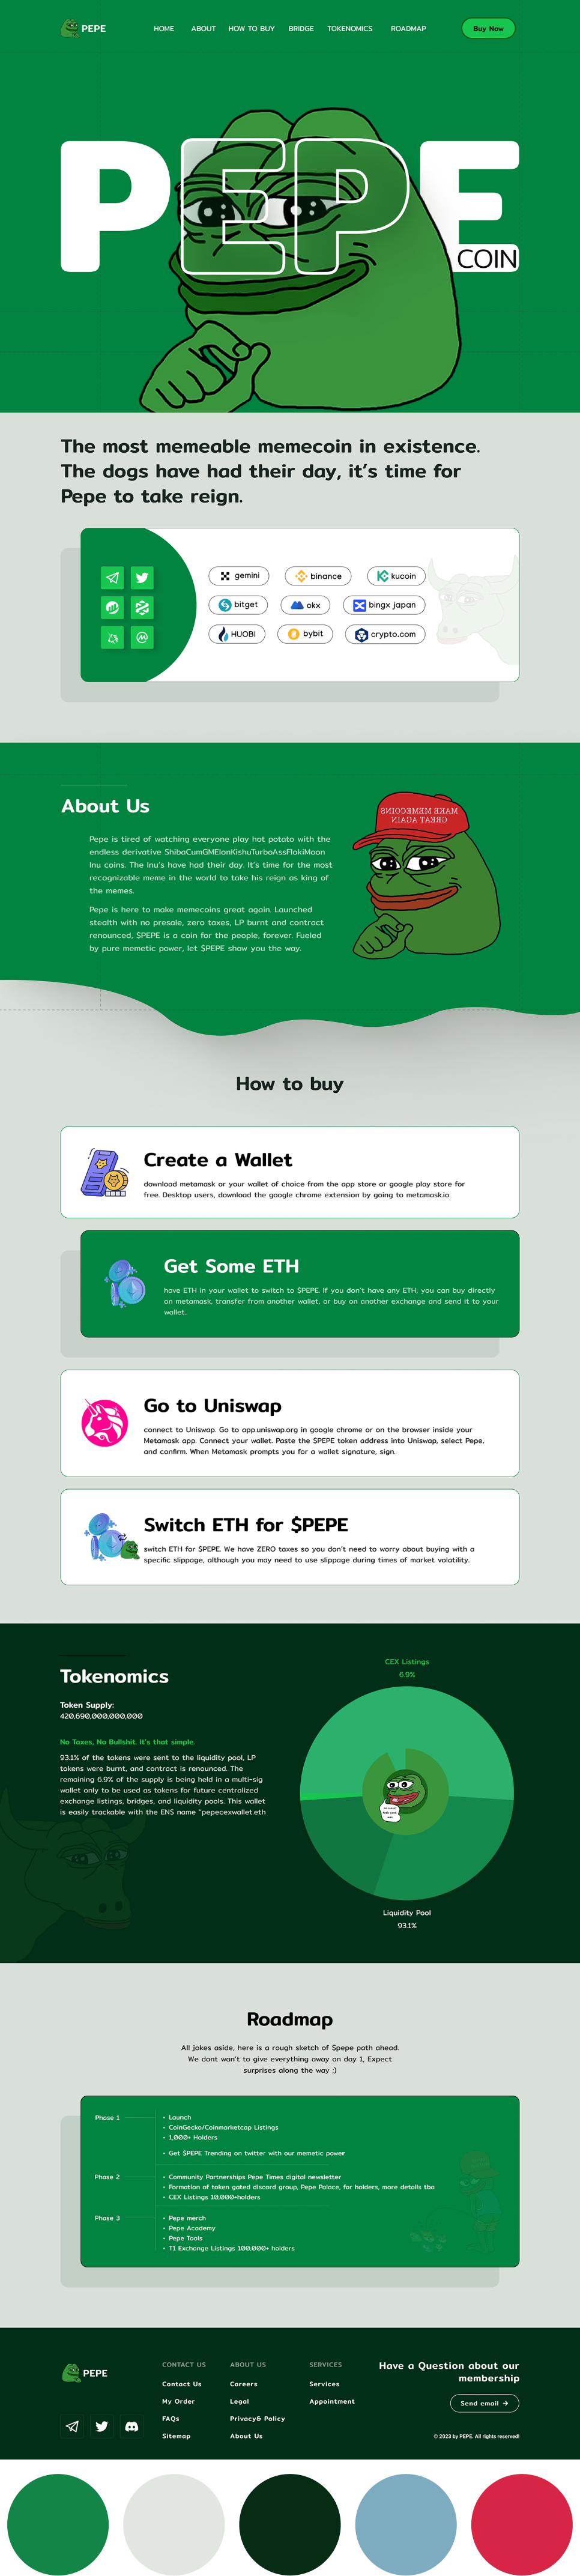 PEPE
HOME ABOUT HOW TO BUY BRIDGE TOKENOMICS ROADMAP
Buy Now
PEPE
COIN
The most memeable memecoin in existence.
The dogs have had their day, it's time for
Pepe to take reign.
gemini binance kucoin
bitget okx bingx japan
HUOBI bybit crypto.com
About Us
MAKE MEMECOINS
GREAT AGAIN
Pepe is tired of watching everyone play hot potato with the
endless derivative ShibaCumGMElonKishuTurboAssFlokiMoon
Inu coins. The Inu's have had their day. It's time for the most
recognizable meme in the world to take his reign as king of
the memes.
Pepe is here to make memecoins great again. Launched
stealth with no presale, zero taxes, LP burnt and contract
renounced, $PEPE is a coin for the people, forever. Fueled
by pure memetic power, let $PEPE show you the way.
How to buy
Create a Wallet
download metamask or your wallet of choice from the app store or google play store for
free. Desktop users, download the google chrome extension by going to metamask.io.
Get Some ETH
have ETH in your wallet to switch to $PEPE. If you don't have any ETH, you can buy directly
on metamask, transfer from another wallet, or buy on another exchange and send it to your
wallet..
Go to Uniswap
connect to Uniswap. Go to app.uniswap.org in google chrome or on the browser inside your
Metamask app. Connect your wallet. Paste the $PEPE token address into Uniswap, select Pepe,
and confirm. When Metamask prompts you for a wallet signature, sign.
Switch ETH for $PEPE
switch ETH for $PEPE. We have ZERO taxes so you don't need to worry about buying with a
specific slippage, although you may need to use slippage during times of market volatility.
Tokenomics
Token Supply:
420,690,000,000,000
No Taxes, No Bullshit. It's that simple.
93.1% of the tokens were sent to the liquidity pool, LP
tokens were burnt, and contract is renounced. The
remaining 6.9% of the supply is being held in a multi-sig
wallet only to be used as tokens for future centralized
exchange listings, bridges, and liquidity pools. This wallet
is easily trackable with the ENS name "pepecexwallet.eth
CEX Listings
6.9%
Liquidity Pool
93.1%
Roadmap
All jokes aside, here is a rough sketch of $pepe path ahead.
We dont wan't to give everything away on day 1, Expect
surprises along the way ;)
Phase 1
• Launch
• CoinGecko/Coinmarketcap Listings
• 1,000+ Holders
• Get $PEPE Trending on twitter with our memetic power
Phase 2
• Community Partnerships Pepe Times digital newsletter
• Formation of token gated discord group, Pepe Palace, for holders, more details tba
• CEX Listings 10,000+holders
Phase 3
• Pepe merch
• Pepe Academy
• Pepe Tools
• T1 Exchange Listings 100,000+ holders
PEPE
CONTACT US
Contact Us
My Order
FAQs
Sitemap
ABOUT US
Careers
Legal
Privacy& Policy
About Us
SERVICES
Services
Appointment
Have a Question about our
membership
Send email →
© 2023 by PEPE. All rights reserved!